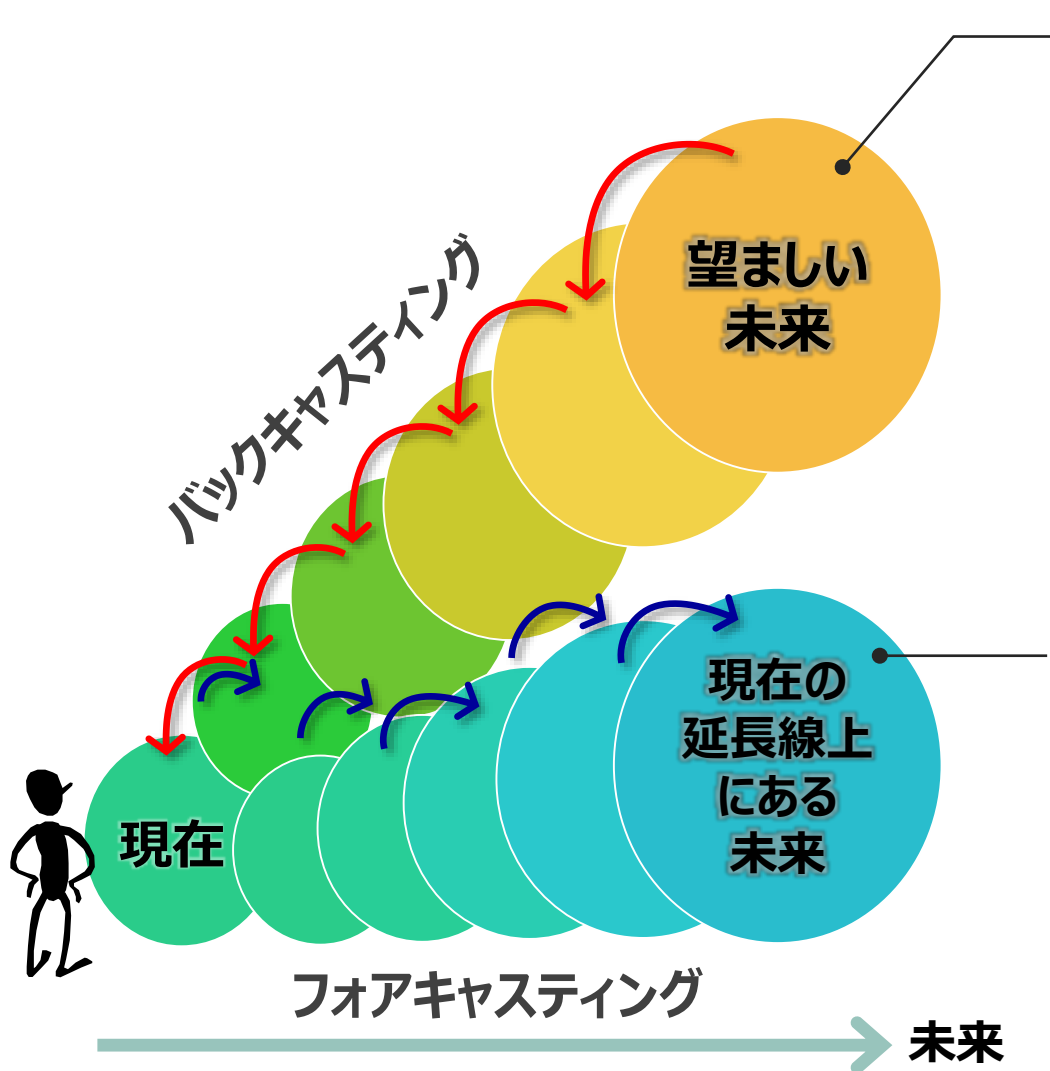 望ましい
未来
バックキャスティング
現在の
延長線上
にある
未来
現在
フォアキャスティング
未来